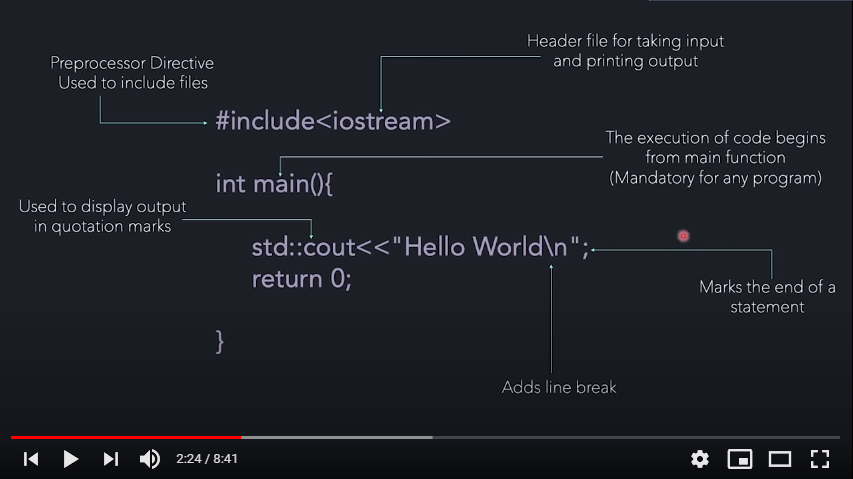 Header file for taking input
and printing output
Preprocessor Directive
Used to include files
#include<iostream>
The execution of code begins
from main function
(Mandatory for any program)
int main(){
Used to display output
in quotation marks
std::cout<<"Hello World\n";
return 0;
Marks the end of a
statement
}
Adds line break
2:24 / 8:41